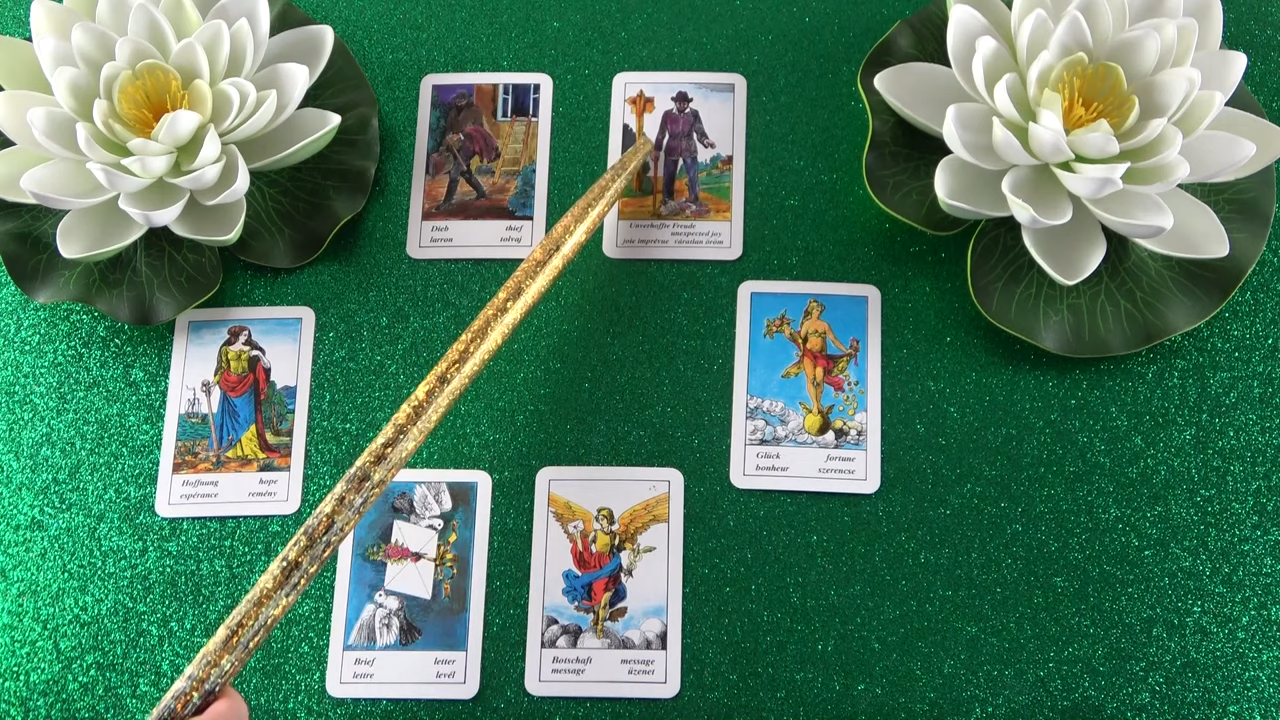 Dieb thief
larron tolvaj
Unverhoffte Freude
unexpected joy
joie imprévue váratlan öröm
Hoffnung hope
espérance remény
Glück fortune
bonheur szerencse
Brief letter
lettre levél
Botschaft message
message üzenet